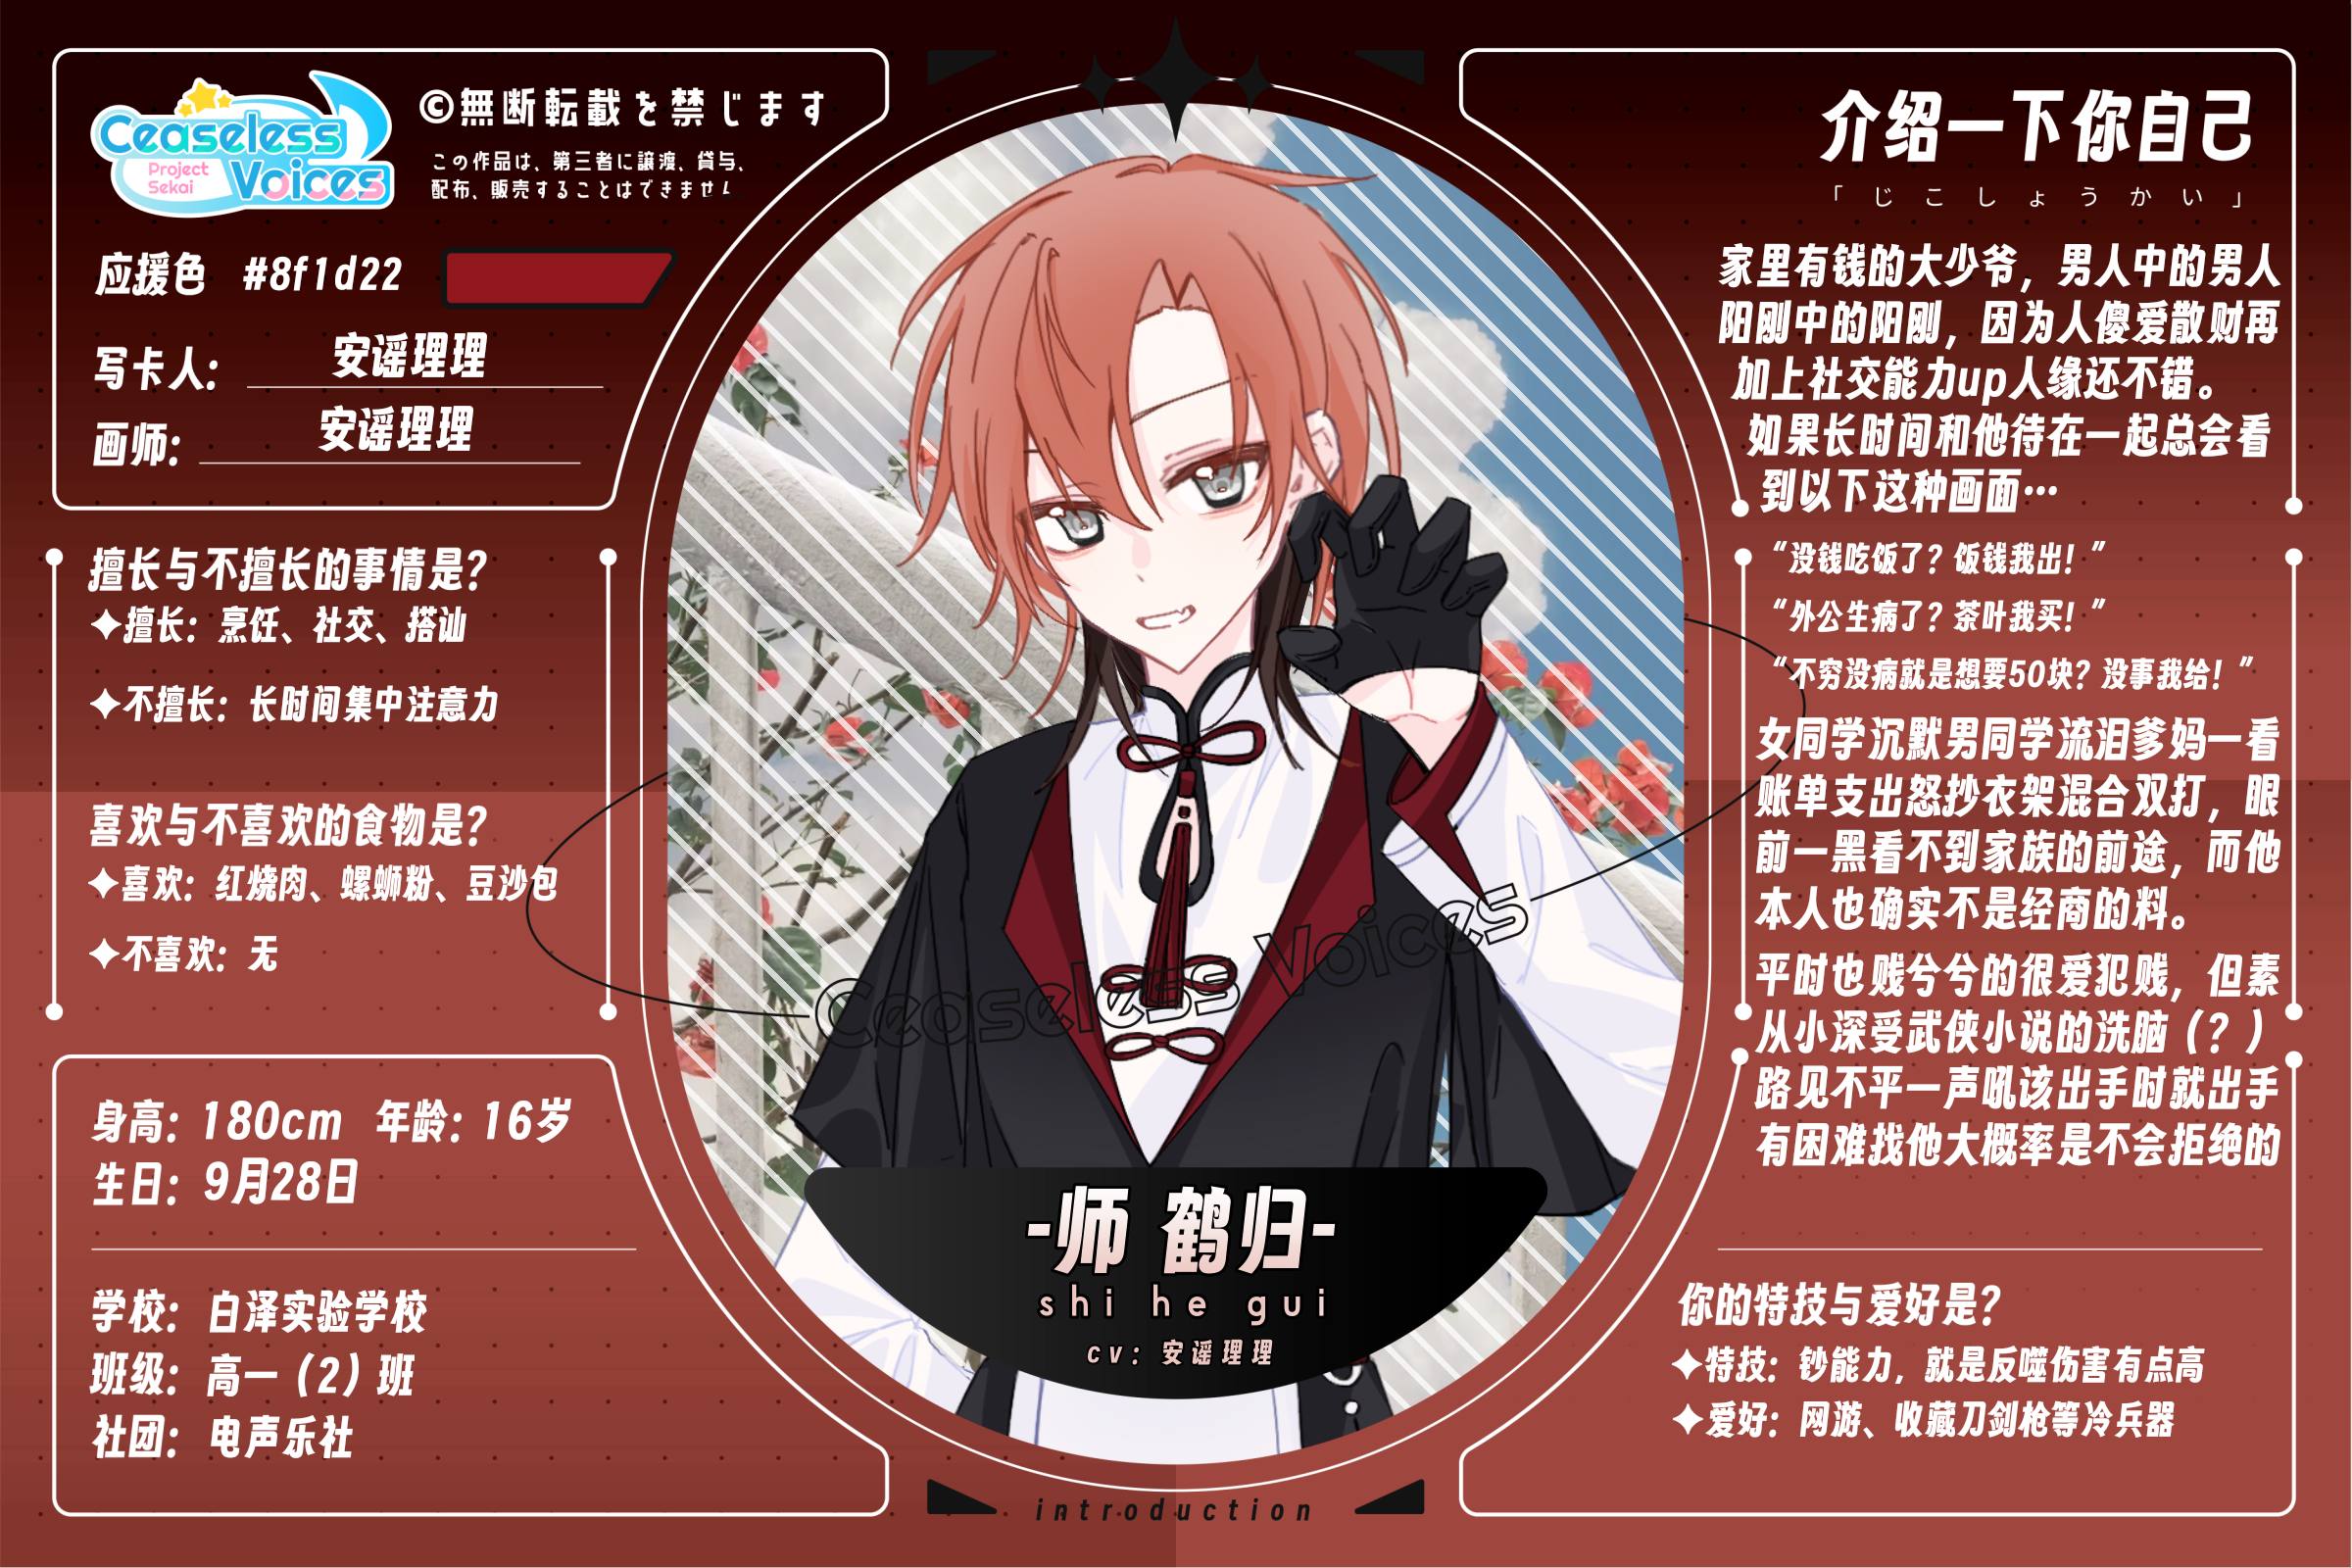 Ceaseless
Project
Sekai
Voices
©無断転載を禁じます
この作品は、第三者に譲渡、貸与、
配布、販売することはできません
应援色 #8f1d22
写卡人: 安谣理理
画师: 安谣理理
擅长与不擅长的事情是?
✦擅长: 烹饪、社交、搭讪
✦不擅长: 长时间集中注意力
喜欢与不喜欢的食物是?
✦喜欢: 红烧肉、螺蛳粉、豆沙包
✦不喜欢: 无
身高: 180cm 年龄: 16岁
生日: 9月28日
学校: 白泽实验学校
班级: 高一(2)班
社团: 电声乐社
Ceaseless Voices
-师 鹤归-
shi he gui
cv: 安谣理理
introduction
介绍一下你自己
「じこしょうかい」
家里有钱的大少爷，男人中的男人
阳刚中的阳刚，因为人傻爱散财再
加上社交能力up人缘还不错。
如果长时间和他待在一起总会看
到以下这种画面…
“没钱吃饭了？饭钱我出！”
“外公生病了？茶叶我买！”
“不穷没病就是想要50块？没事我给！”
女同学沉默男同学流泪爹妈一看
账单支出怒抄衣架混合双打，眼
前一黑看不到家族的前途，而他
本人也确实不是经商的料。
平时也贱兮兮的很爱犯贱，但素
从小深受武侠小说的洗脑（？）
路见不平一声吼该出手时就出手
有困难找他大概率是不会拒绝的
你的特技与爱好是?
✦特技: 钞能力，就是反噬伤害有点高
✦爱好: 网游、收藏刀剑枪等冷兵器